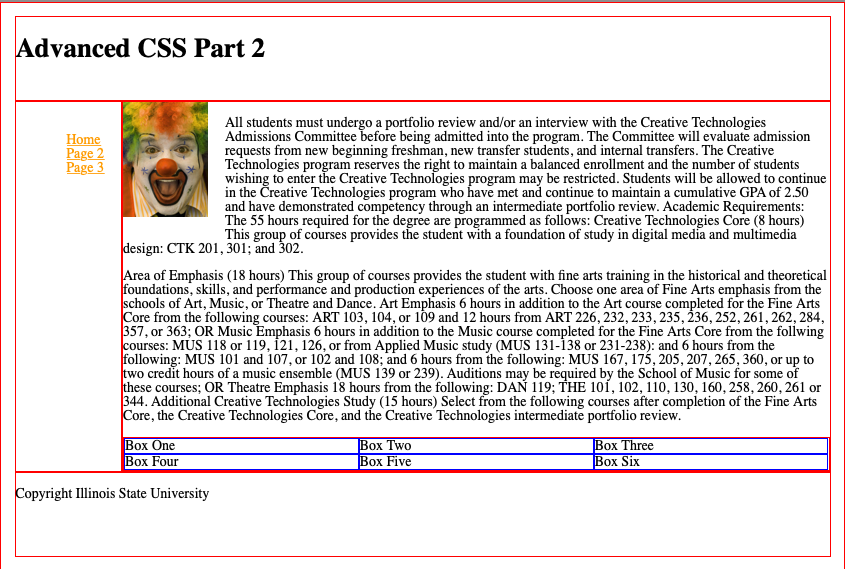 Advanced CSS Part 2
Home
Page 2
Page 3
All students must undergo a portfolio review and/or an interview with the Creative Technologies
Admissions Committee before being admitted into the program. The Committee will evaluate admission
requests from new beginning freshman, new transfer students, and internal transfers. The Creative
Technologies program reserves the right to maintain a balanced enrollment and the number of students
wishing to enter the Creative Technologies program may be restricted. Students will be allowed to continue
in the Creative Technologies program who have met and continue to maintain a cumulative GPA of 2.50
and have demonstrated competency through an intermediate portfolio review. Academic Requirements:
The 55 hours required for the degree are programmed as follows: Creative Technologies Core (8 hours)
This group of courses provides the student with a foundation of study in digital media and multimedia
design: CTK 201, 301; and 302.
Area of Emphasis (18 hours) This group of courses provides the student with fine arts training in the historical and theoretical
foundations, skills, and performance and production experiences of the arts. Choose one area of Fine Arts emphasis from the
schools of Art, Music, or Theatre and Dance. Art Emphasis 6 hours in addition to the Art course completed for the Fine Arts
Core from the following courses: ART 103, 104, or 109 and 12 hours from ART 226, 232, 233, 235, 236, 252, 261, 262, 284,
357, or 363; OR Music Emphasis 6 hours in addition to the Music course completed for the Fine Arts Core from the follwing
courses: MUS 118 or 119, 121, 126, or from Applied Music study (MUS 131-138 or 231-238): and 6 hours from the
following: MUS 101 and 107, or 102 and 108; and 6 hours from the following: MUS 167, 175, 205, 207, 265, 360, or up to
two credit hours of a music ensemble (MUS 139 or 239). Auditions may be required by the School of Music for some of
these courses; OR Theatre Emphasis 18 hours from the following: DAN 119; THE 101, 102, 110, 130, 160, 258, 260, 261 or
344. Additional Creative Technologies Study (15 hours) Select from the following courses after completion of the Fine Arts
Core, the Creative Technologies Core, and the Creative Technologies intermediate portfolio review.
Box One Box Two Box Three
Box Four Box Five Box Six
Copyright Illinois State University